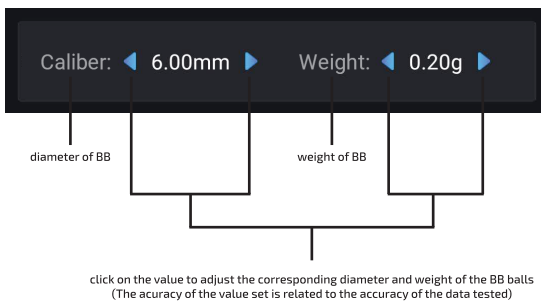 Caliber: 6.00mm Weight: 0.20g
diameter of BB weight of BB
click on the value to adjust the corresponding diameter and weight of the BB balls
(The acuracy of the value set is related to the accuracy of the data tested)